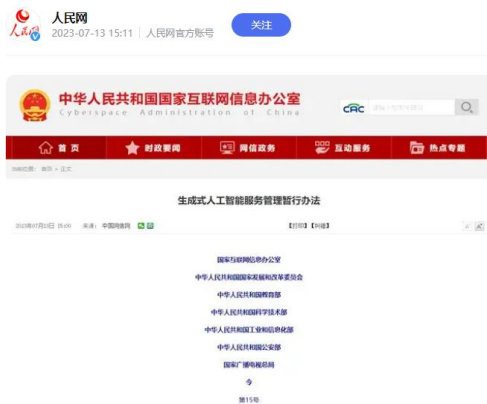 人民网
2023-07-13 15:11 人民网官方账号
关注
人民网
中华人民共和国国家互联网信息办公室
Cyberspace Administration of China
CAC
首页 时政要闻 网信政务 互动服务 热点专题
首页 > 正文
生成式人工智能服务管理暂行办法
来源: 中国网信网
【打印】【纠错】
国家互联网信息办公室
中华人民共和国国家发展和改革委员会
中华人民共和国教育部
中华人民共和国科学技术部
中华人民共和国工业和信息化部
中华人民共和国公安部
国家广播电视总局
令
第15号